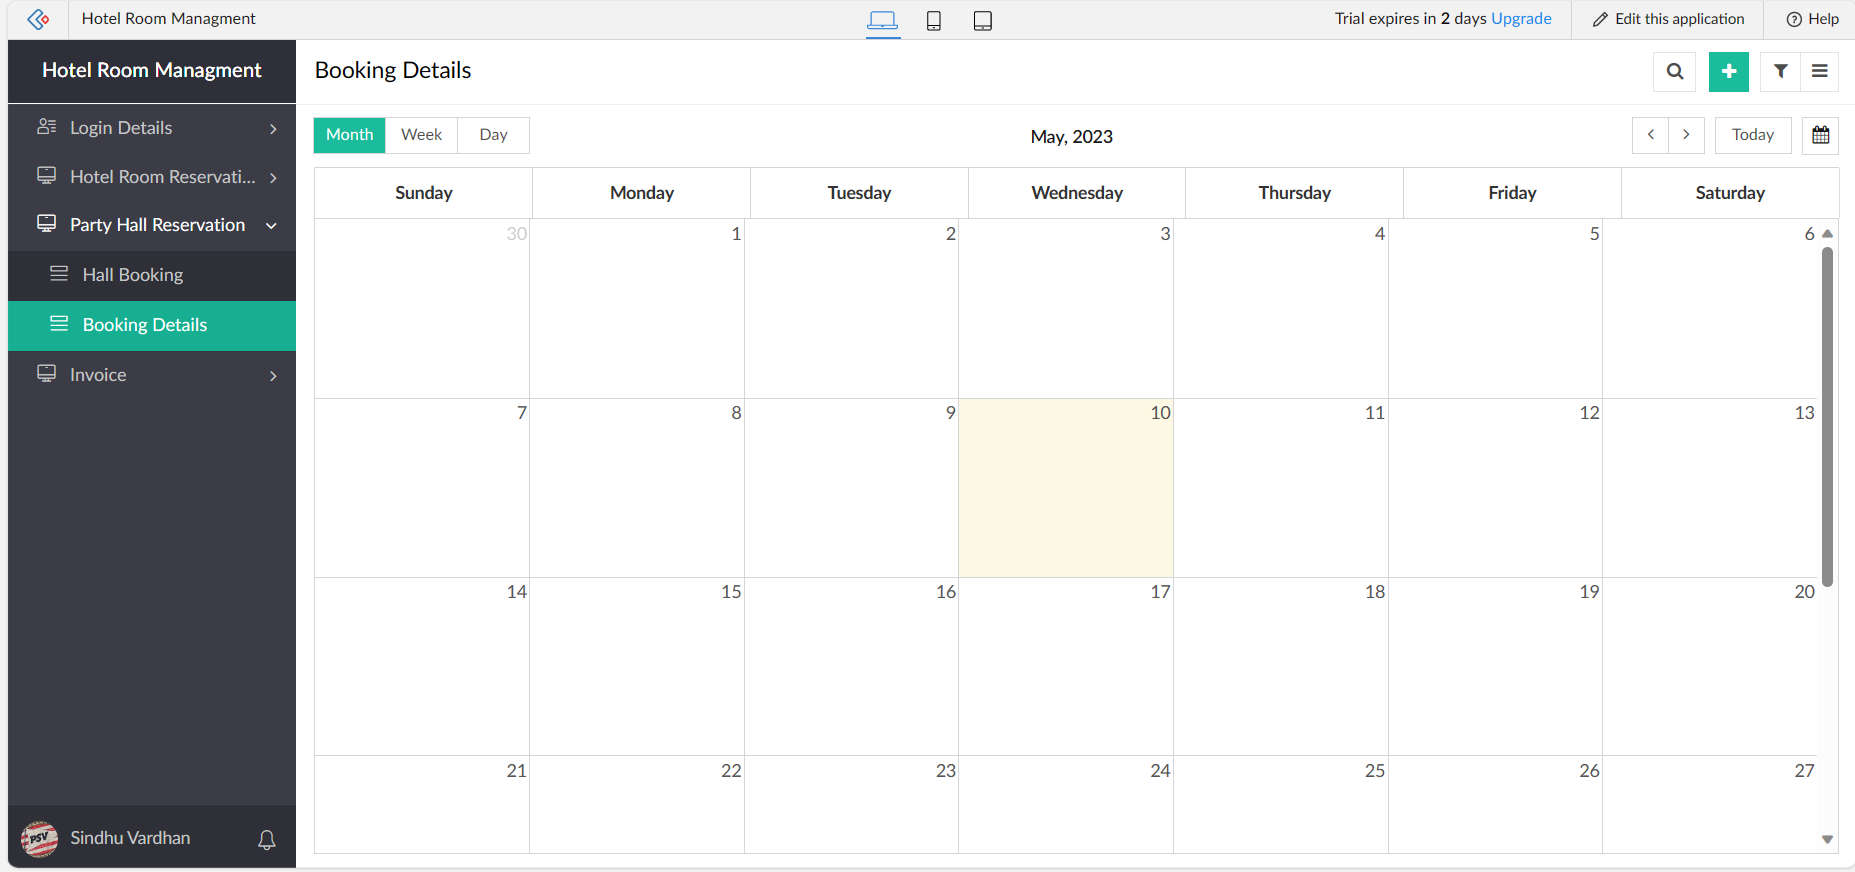 Hotel Room Managment
Trial expires in 2 days Upgrade
Edit this application
Help
Hotel Room Managment
Login Details
Hotel Room Reservati...
Party Hall Reservation
Hall Booking
Booking Details
Invoice
PSV
Sindhu Vardhan
Booking Details
Month Week Day
May, 2023
Today
Sunday Monday Tuesday Wednesday Thursday Friday Saturday
30 1 2 3 4 5 6
7 8 9 10 11 12 13
14 15 16 17 18 19 20
21 22 23 24 25 26 27